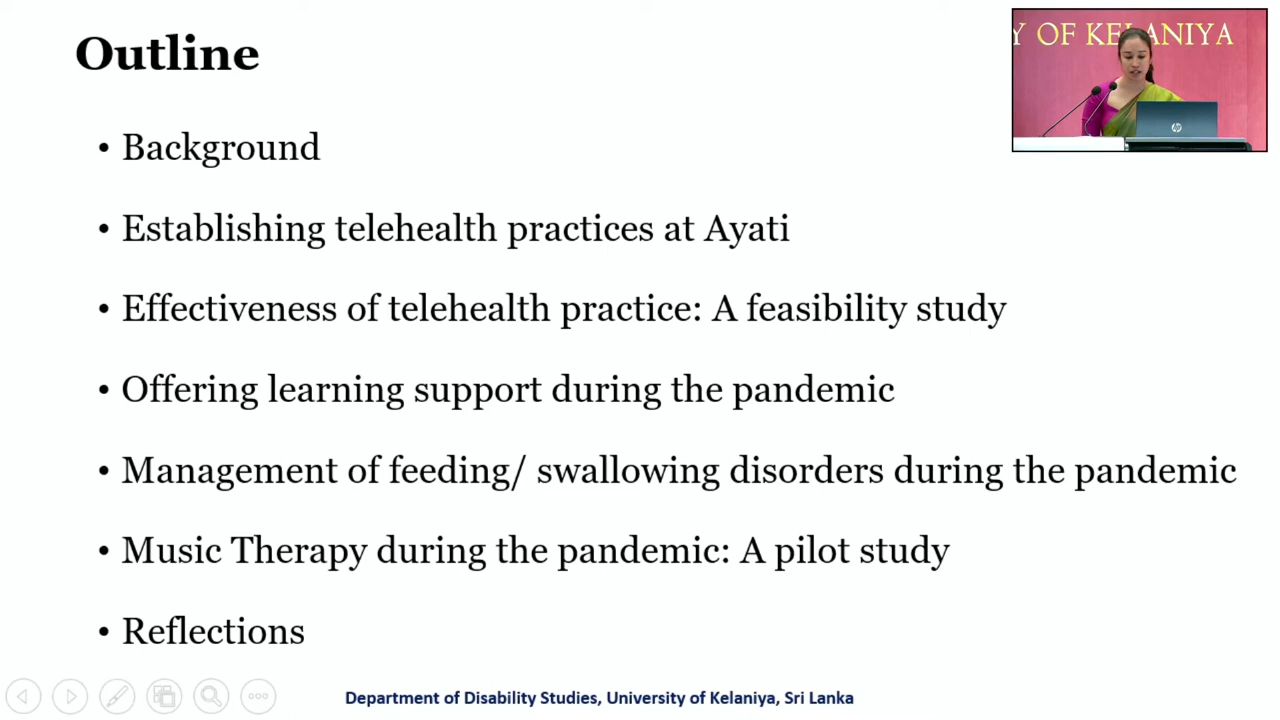 Outline
Y OF KELANIYA
• Background
• Establishing telehealth practices at Ayati
• Effectiveness of telehealth practice: A feasibility study
• Offering learning support during the pandemic
• Management of feeding/ swallowing disorders during the pandemic
• Music Therapy during the pandemic: A pilot study
• Reflections
Department of Disability Studies, University of Kelaniya, Sri Lanka
hp